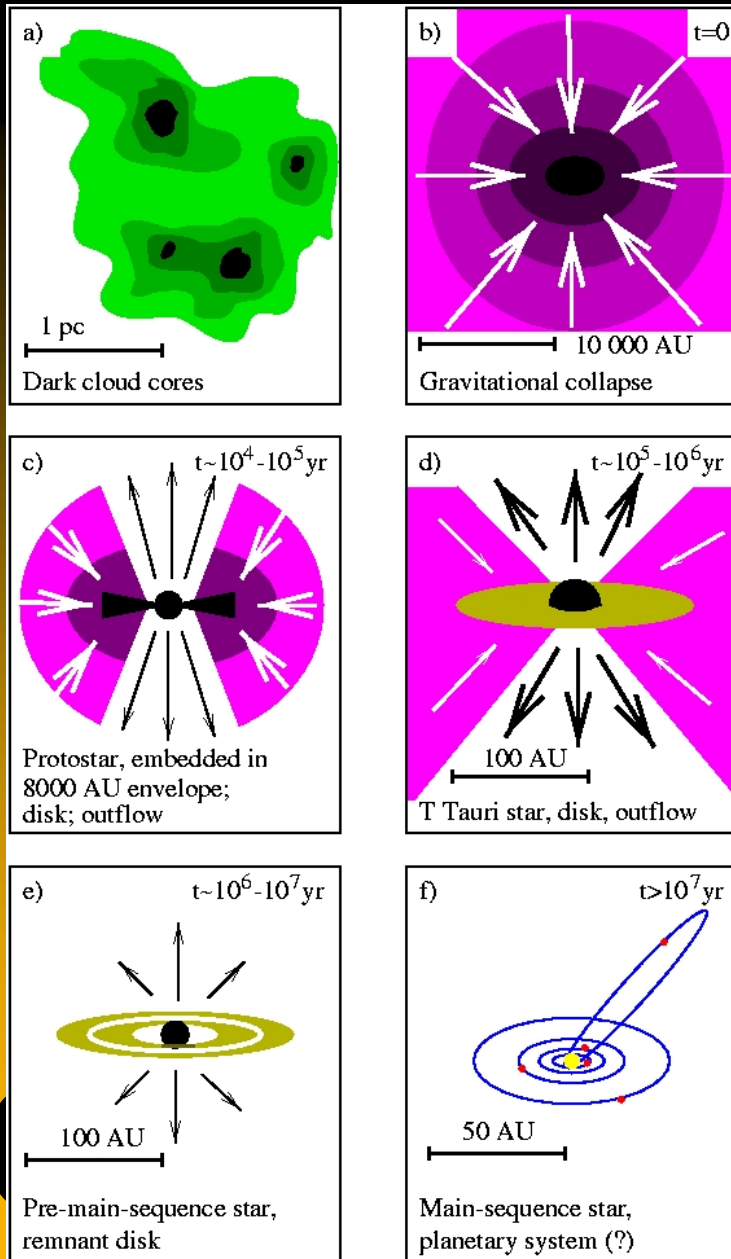 a)
1 pc
Dark cloud cores
b)
t=0
10 000 AU
Gravitational collapse
c)
t~10⁴-10⁵yr
Protostar, embedded in
8000 AU envelope;
disk; outflow
d)
t~10⁵-10⁶yr
100 AU
T Tauri star, disk, outflow
e)
t~10⁶-10⁷yr
100 AU
Pre-main-sequence star,
remnant disk
f)
t>10⁷yr
50 AU
Main-sequence star,
planetary system (?)